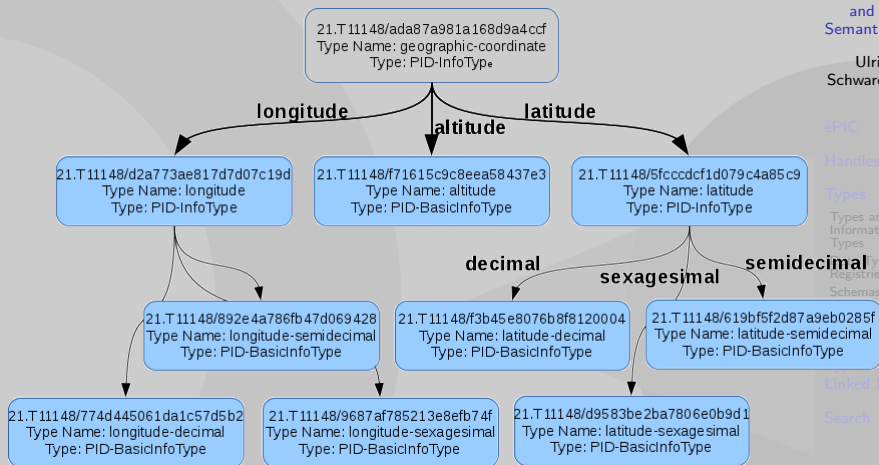 21.T11148/ada87a981a168d9a4ccf
Type Name: geographic-coordinate
Type: PID-InfoType
longitude
altitude
latitude
21.T11148/d2a773ae817d7d07c19d
Type Name: longitude
Type: PID-InfoType
21.T11148/f71615c9c8eea58437e3
Type Name: altitude
Type: PID-BasicInfoType
21.T11148/5fcccdcf1d079c4a85c9
Type Name: latitude
Type: PID-InfoType
decimal
sexagesimal
semidecimal
21.T11148/892e4a786fb47d069428
Type Name: longitude-semidecimal
Type: PID-BasicInfoType
21.T11148/f3b45e8076b8f8120004
Type Name: latitude-decimal
Type: PID-BasicInfoType
21.T11148/619bf5f2d87a9eb0285f
Type Name: latitude-semidecimal
Type: PID-BasicInfoType
21.T11148/774d445061da1c57d5b2
Type Name: longitude-decimal
Type: PID-BasicInfoType
21.T11148/9687af785213e8efb74f
Type Name: longitude-sexagesimal
Type: PID-BasicInfoType
21.T11148/d9583be2ba7806e0b9d1
Type Name: latitude-sexagesimal
Type: PID-BasicInfoType
and
Semant
Ulri
Schwar
ePIC
Handles
Types
Types a
Informat
Types
Registrie
Schemas
Linked
Search